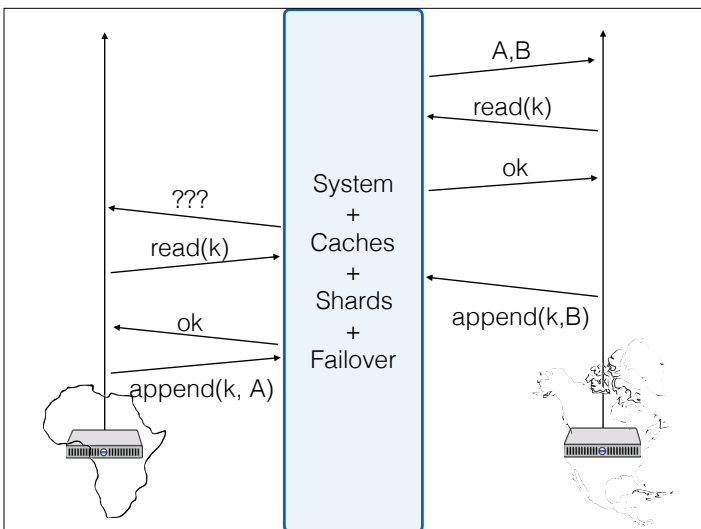 A,B
read(k)
ok
append(k,B)
System
+
Caches
+
Shards
+
Failover
???
read(k)
ok
append(k, A)